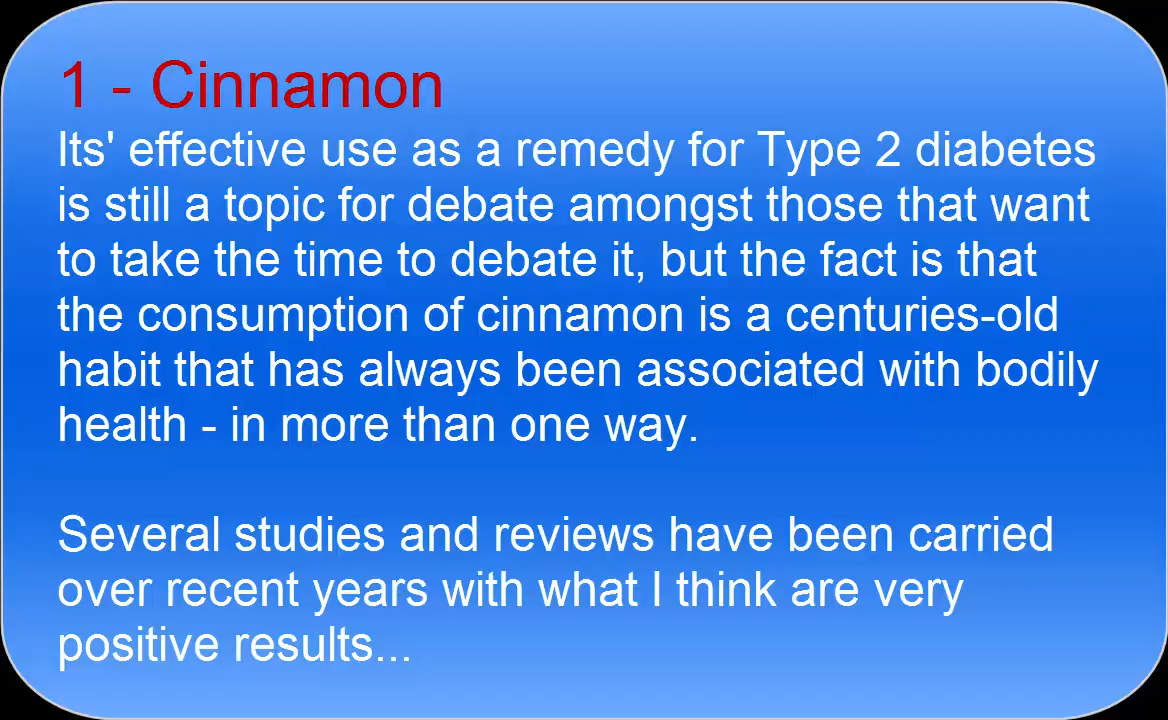 1 - Cinnamon
Its' effective use as a remedy for Type 2 diabetes
is still a topic for debate amongst those that want
to take the time to debate it, but the fact is that
the consumption of cinnamon is a centuries-old
habit that has always been associated with bodily
health - in more than one way.
Several studies and reviews have been carried
over recent years with what I think are very
positive results...